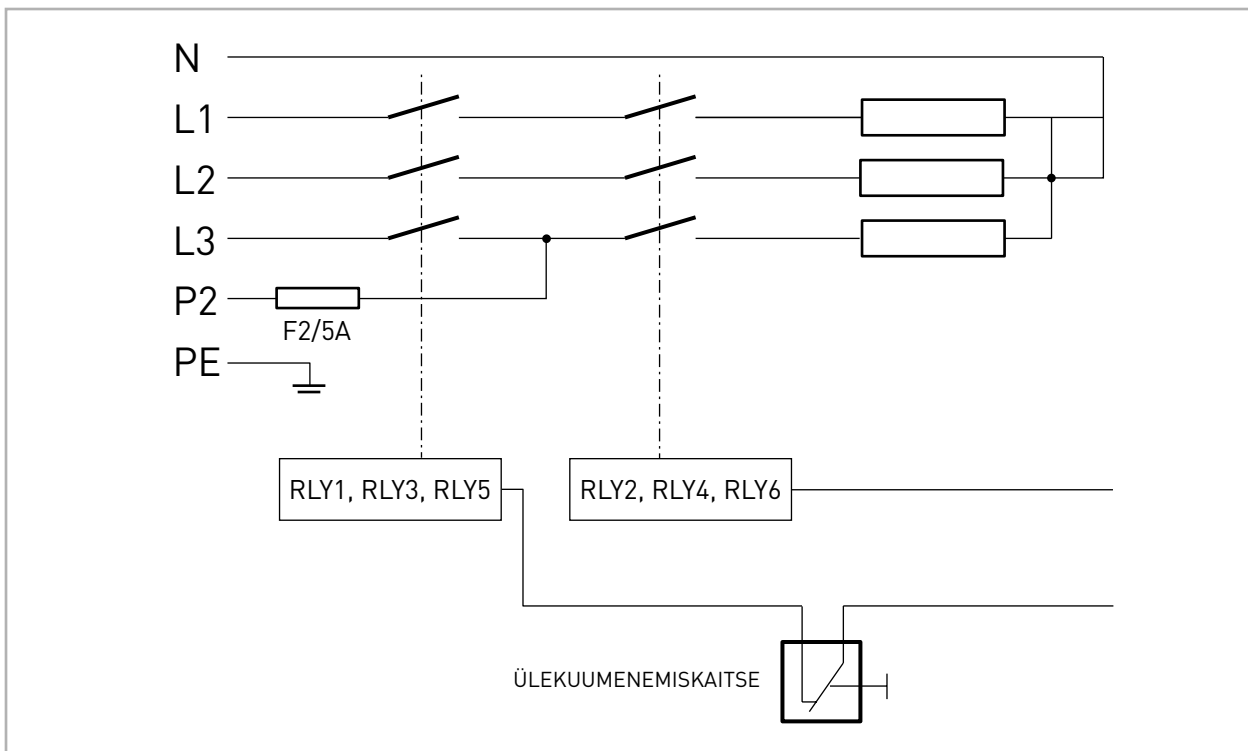 N
L1
L2
L3
P2
F2/5A
PE
RLY1, RLY3, RLY5
RLY2, RLY4, RLY6
ÜLEKUUMENEMISKAITSE